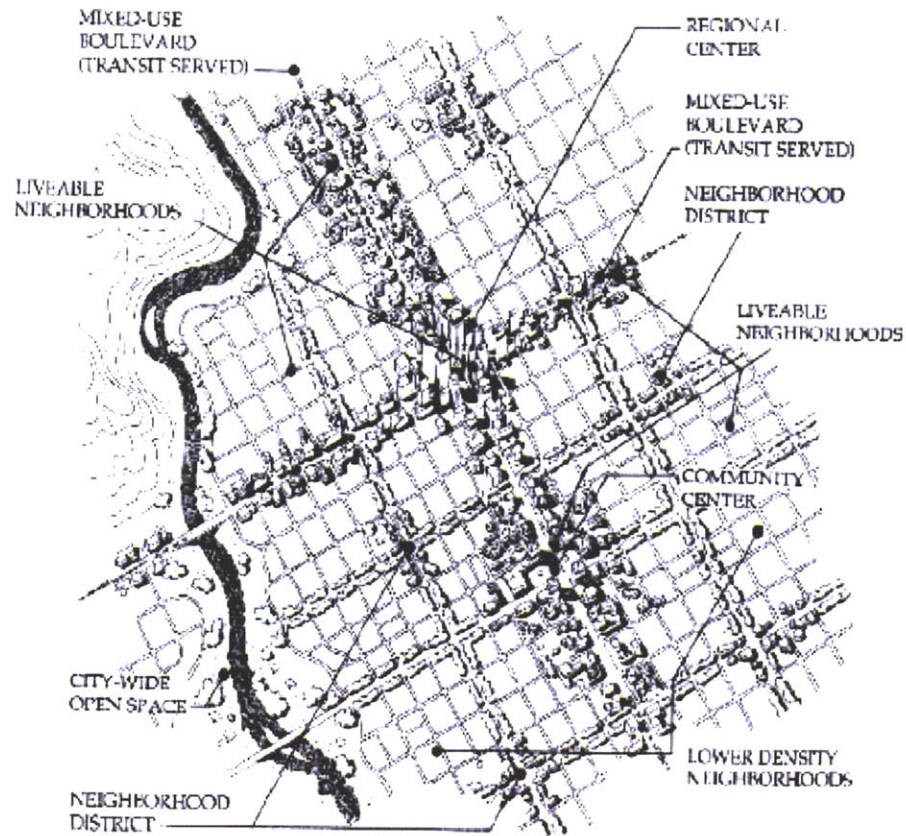 MIXED-USE
BOULEVARD
(TRANSIT SERVED)
REGIONAL
CENTER
MIXED-USE
BOULEVARD
(TRANSIT SERVED)
LIVEABLE
NEIGHBORHOODS
NEIGHBORHOOD
DISTRICT
LIVEABLE
NEIGHBORHOODS
COMMUNITY
CENTER
CITY-WIDE
OPEN SPACE
LOWER DENSITY
NEIGHBORHOODS
NEIGHBORHOOD
DISTRICT